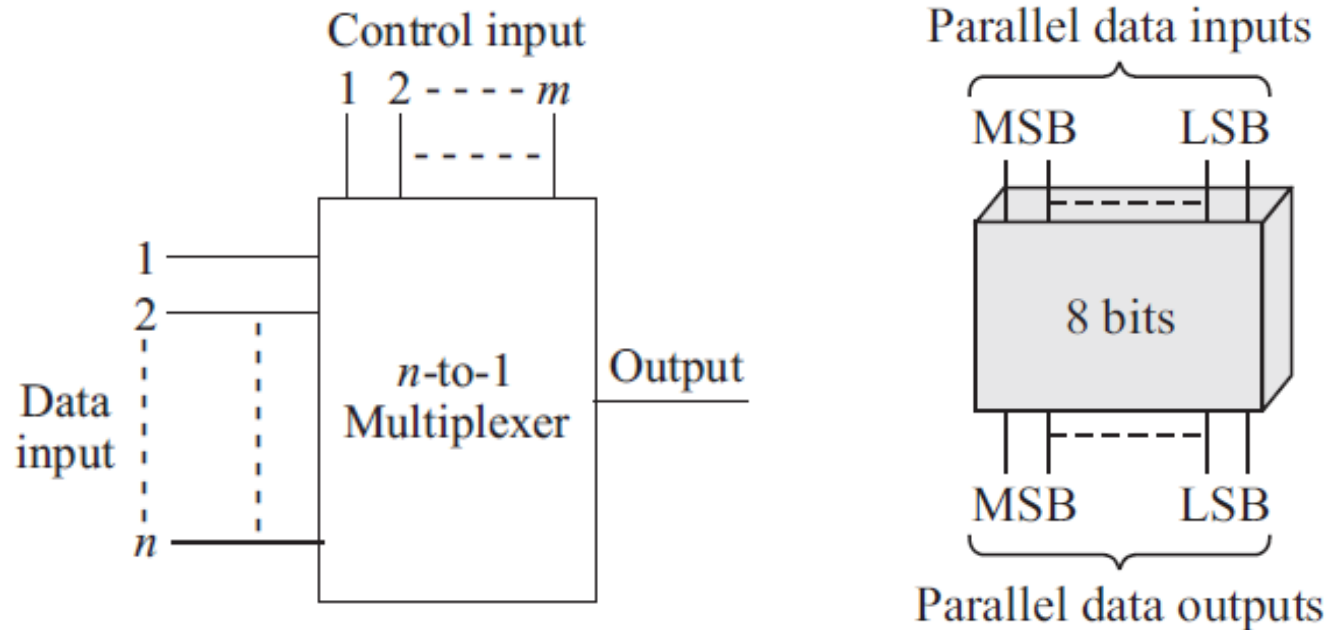 Control input
1 2 - - - - m
- - - - -
1
2
n
Data
input
n-to-1
Multiplexer
Output
Parallel data inputs
MSB LSB
8 bits
MSB LSB
Parallel data outputs